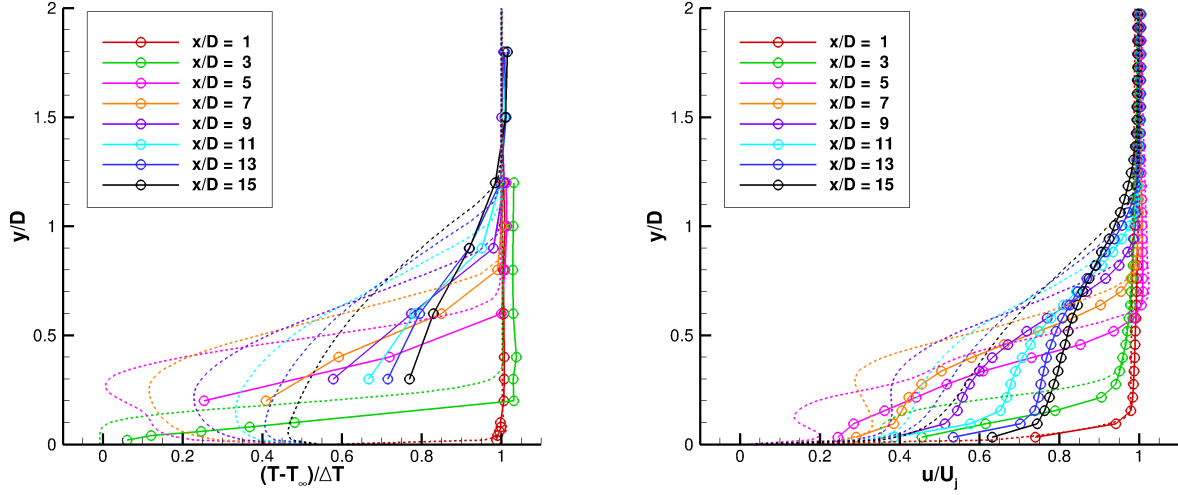 2
x/D = 1
x/D = 3
x/D = 5
x/D = 7
x/D = 9
x/D = 11
x/D = 13
x/D = 15
1.5
y/D
1
0.5
0
0 0.2 0.4 0.6 0.8 1
(T-T∞)/ΔT
2
x/D = 1
x/D = 3
x/D = 5
x/D = 7
x/D = 9
x/D = 11
x/D = 13
x/D = 15
1.5
y/D
1
0.5
0
0 0.2 0.4 0.6 0.8 1
u/Uj